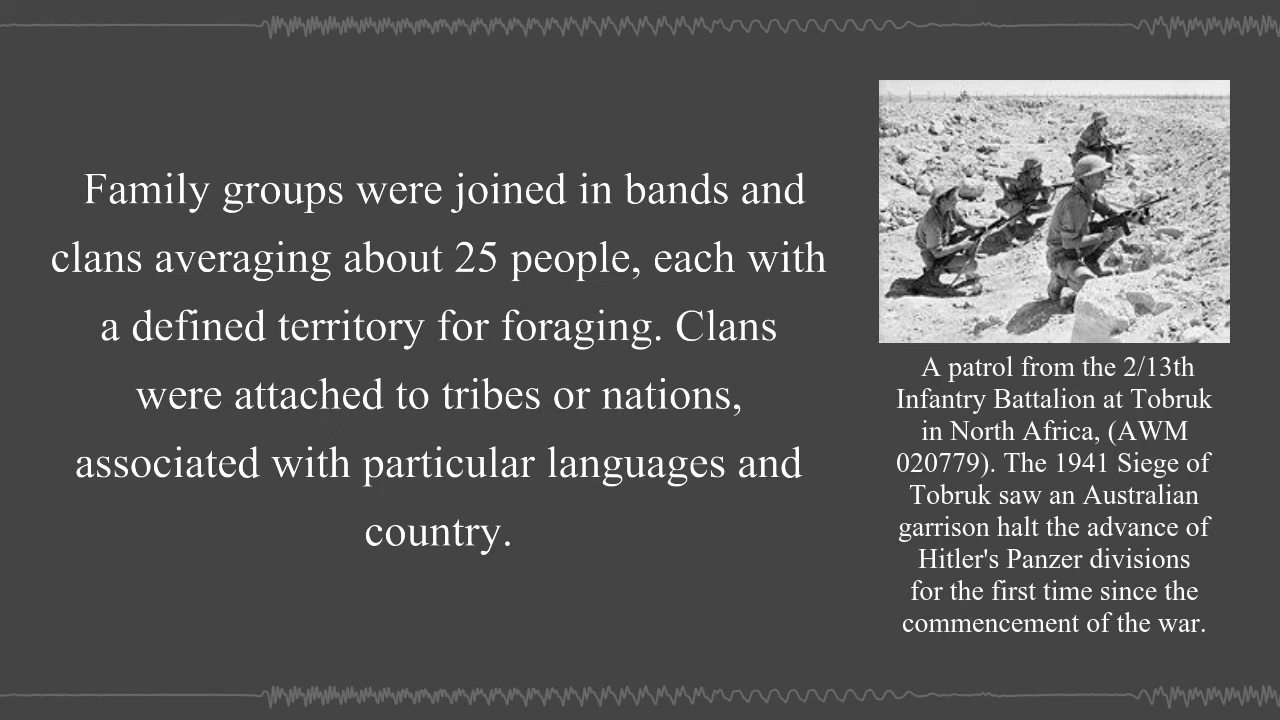 Family groups were joined in bands and
clans averaging about 25 people, each with
a defined territory for foraging. Clans
were attached to tribes or nations,
associated with particular languages and
country.
A patrol from the 2/13th
Infantry Battalion at Tobruk
in North Africa, (AWM
020779). The 1941 Siege of
Tobruk saw an Australian
garrison halt the advance of
Hitler's Panzer divisions
for the first time since the
commencement of the war.